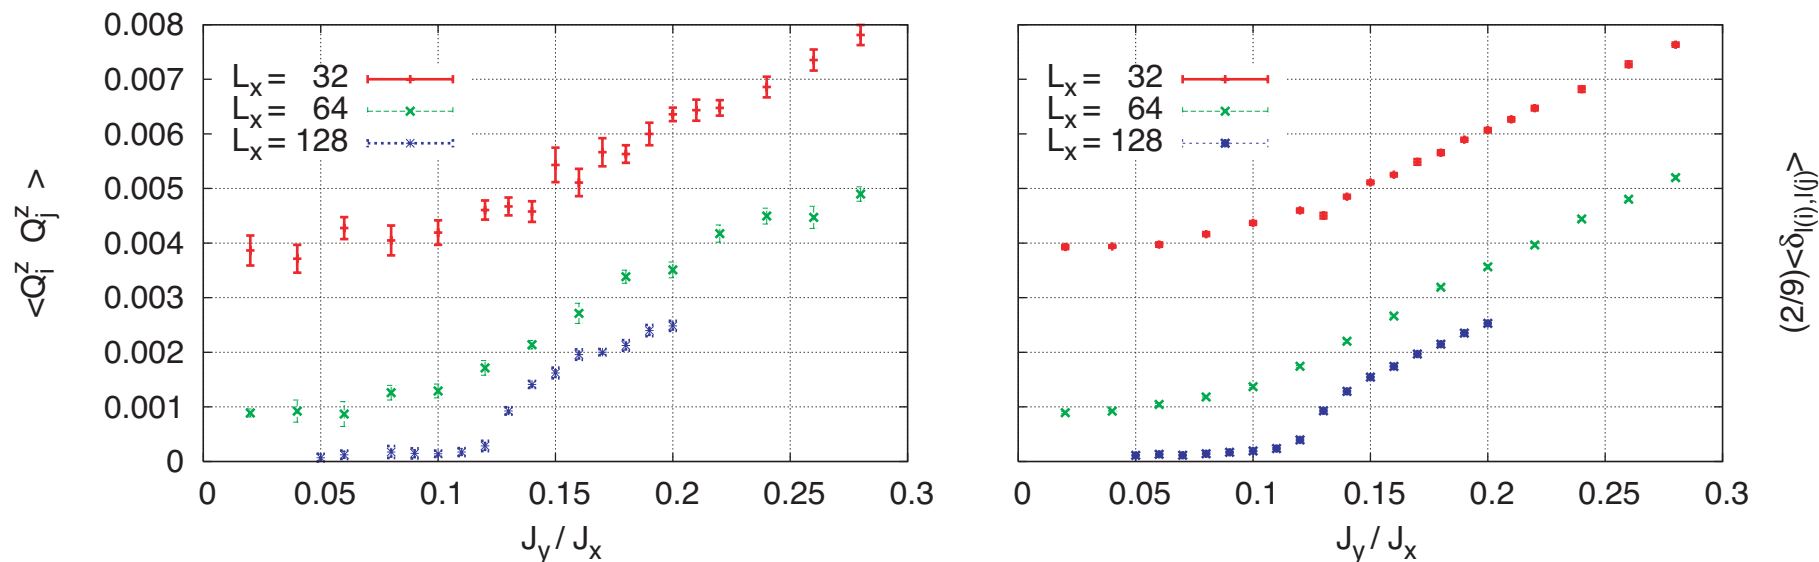 0.008
0.007
0.006
0.005
0.004
0.003
0.002
0.001
0
<Q_i^z Q_j^z >
L_x = 32
L_x = 64
L_x = 128
0 0.05 0.1 0.15 0.2 0.25 0.3
J_y / J_x
L_x = 32
L_x = 64
L_x = 128
0 0.05 0.1 0.15 0.2 0.25 0.3
J_y / J_x
(2/9)<δ_{l(i),l(j)}>